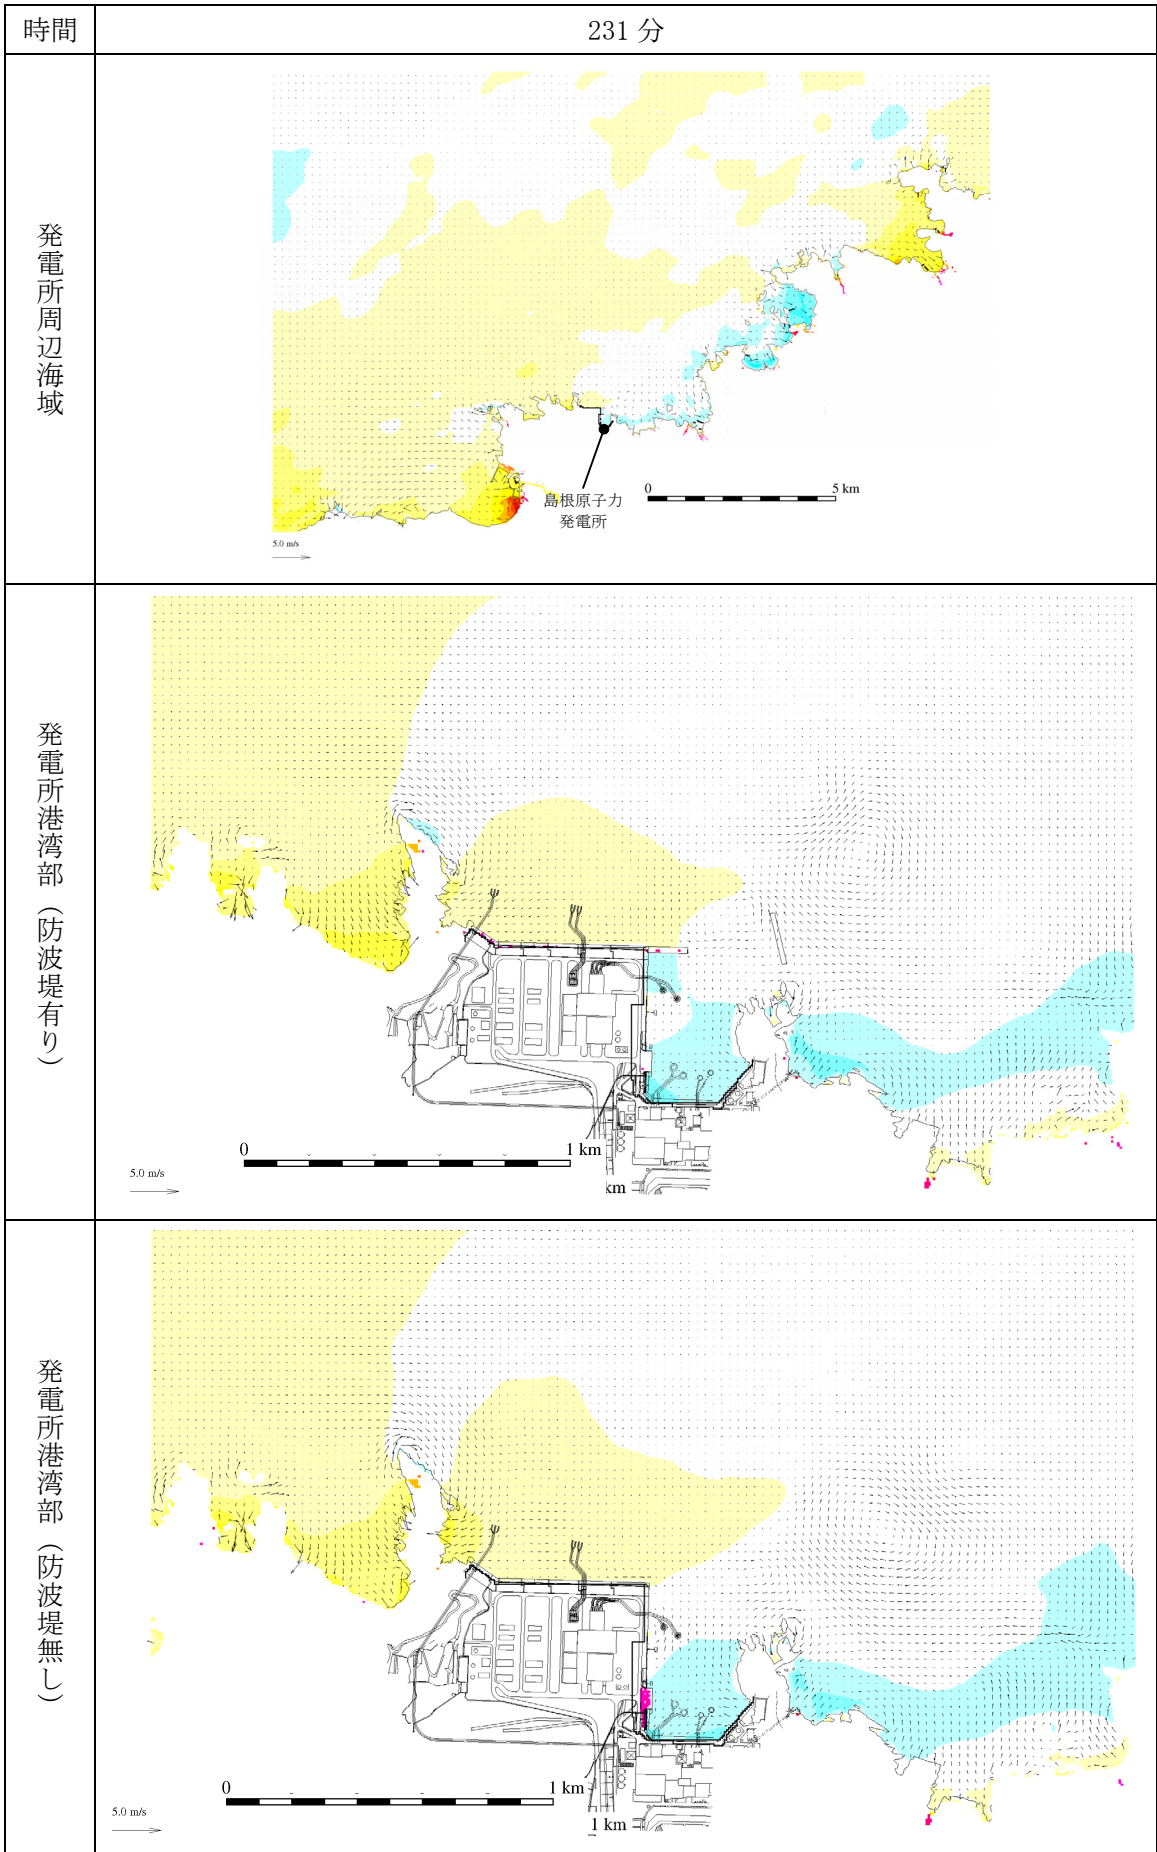 時間
231 分
発電所周辺海域
島根原子力
発電所
0
5 km
5.0 m/s
発電所港湾部（防波堤有り）
0
1 km
km
5.0 m/s
発電所港湾部（防波堤無し）
0
1 km
1 km
5.0 m/s